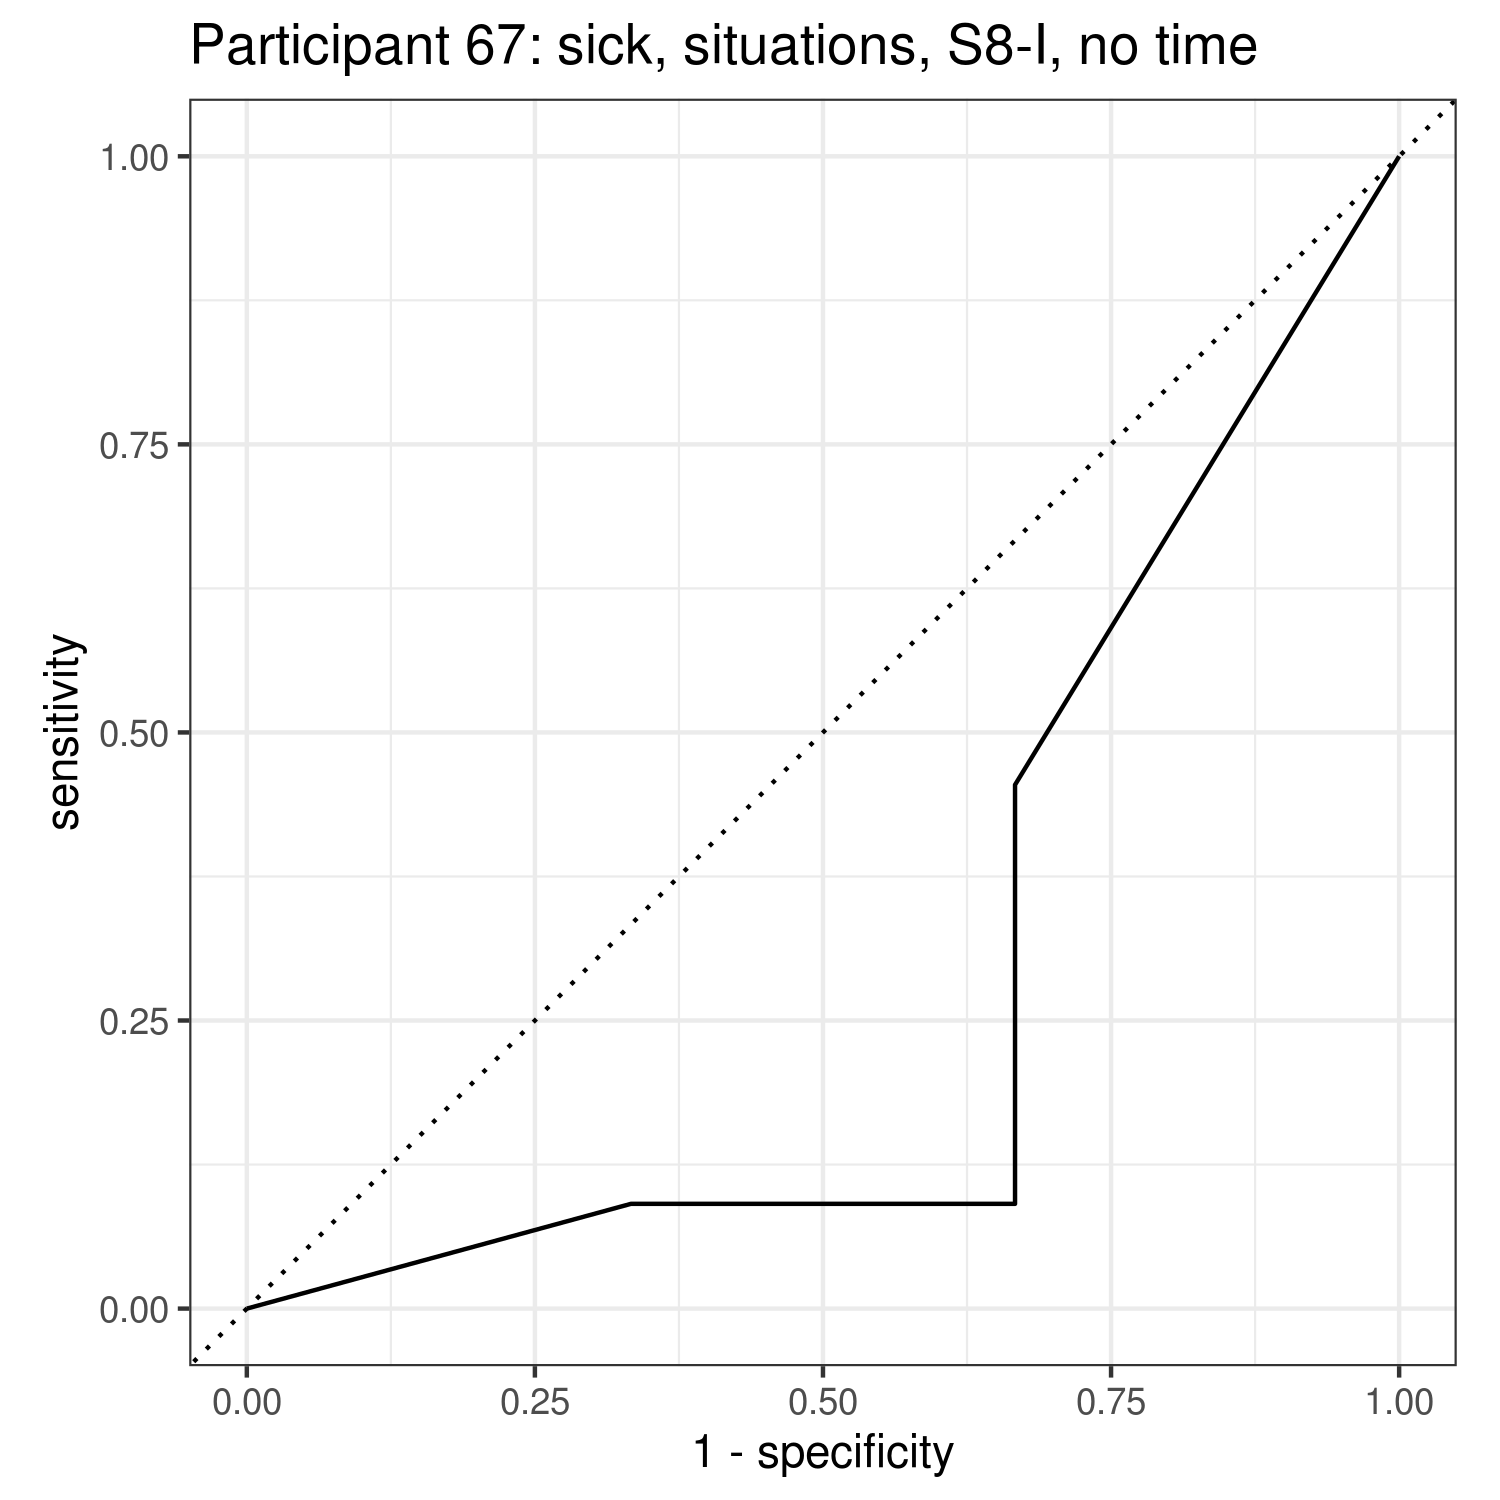 Participant 67: sick, situations, S8-I, no time
1.00
0.75
0.50
0.25
0.00
sensitivity
0.00 0.25 0.50 0.75 1.00
1 - specificity